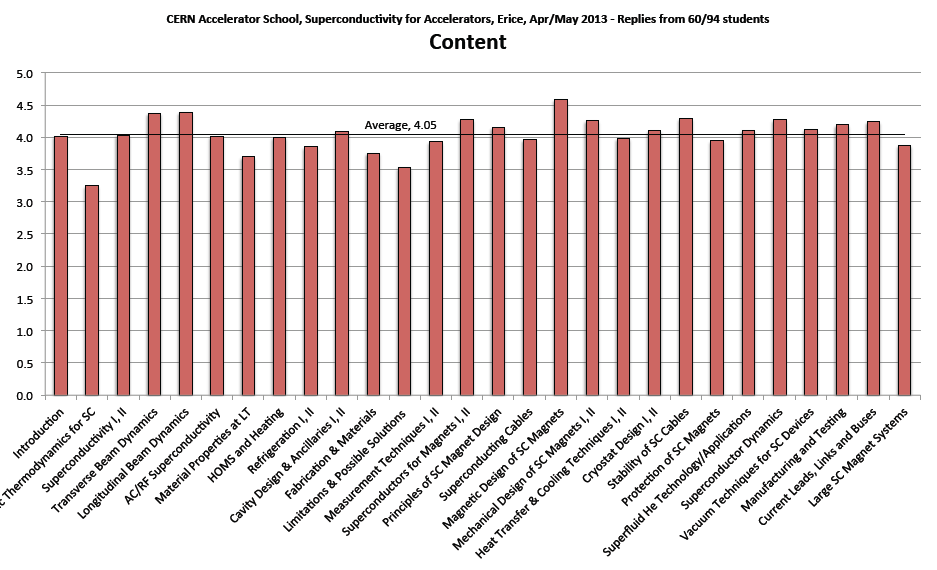 CERN Accelerator School, Superconductivity for Accelerators, Erice, Apr/May 2013 - Replies from 60/94 students
Content
5.0
4.5
4.0
3.5
3.0
2.5
2.0
1.5
1.0
0.5
0.0
Average, 4.05
Introduction
c Thermodynamics for SC
Superconductivity I, II
Transverse Beam Dynamics
Longitudinal Beam Dynamics
AC/RF Superconductivity
Material Properties at LT
HOMS and Heating
Refrigeration I, II
Cavity Design & Ancillaries I, II
Fabrication & Materials
Limitations & Possible Solutions
Measurement Techniques I, II
Superconductors for Magnets I, II
Principles of SC Magnet Design
Superconducting Cables
Magnetic Design of SC Magnets
Mechanical Design of SC Magnets I, II
Heat Transfer & Cooling Techniques I, II
Cryostat Design I, II
Stability of SC Cables
Protection of SC Magnets
Superfluid He Technology/Applications
Superconductor Dynamics
Vacuum Techniques for SC Devices
Manufacturing and Testing
Current Leads, Links and Buses
Large SC Magnet Systems